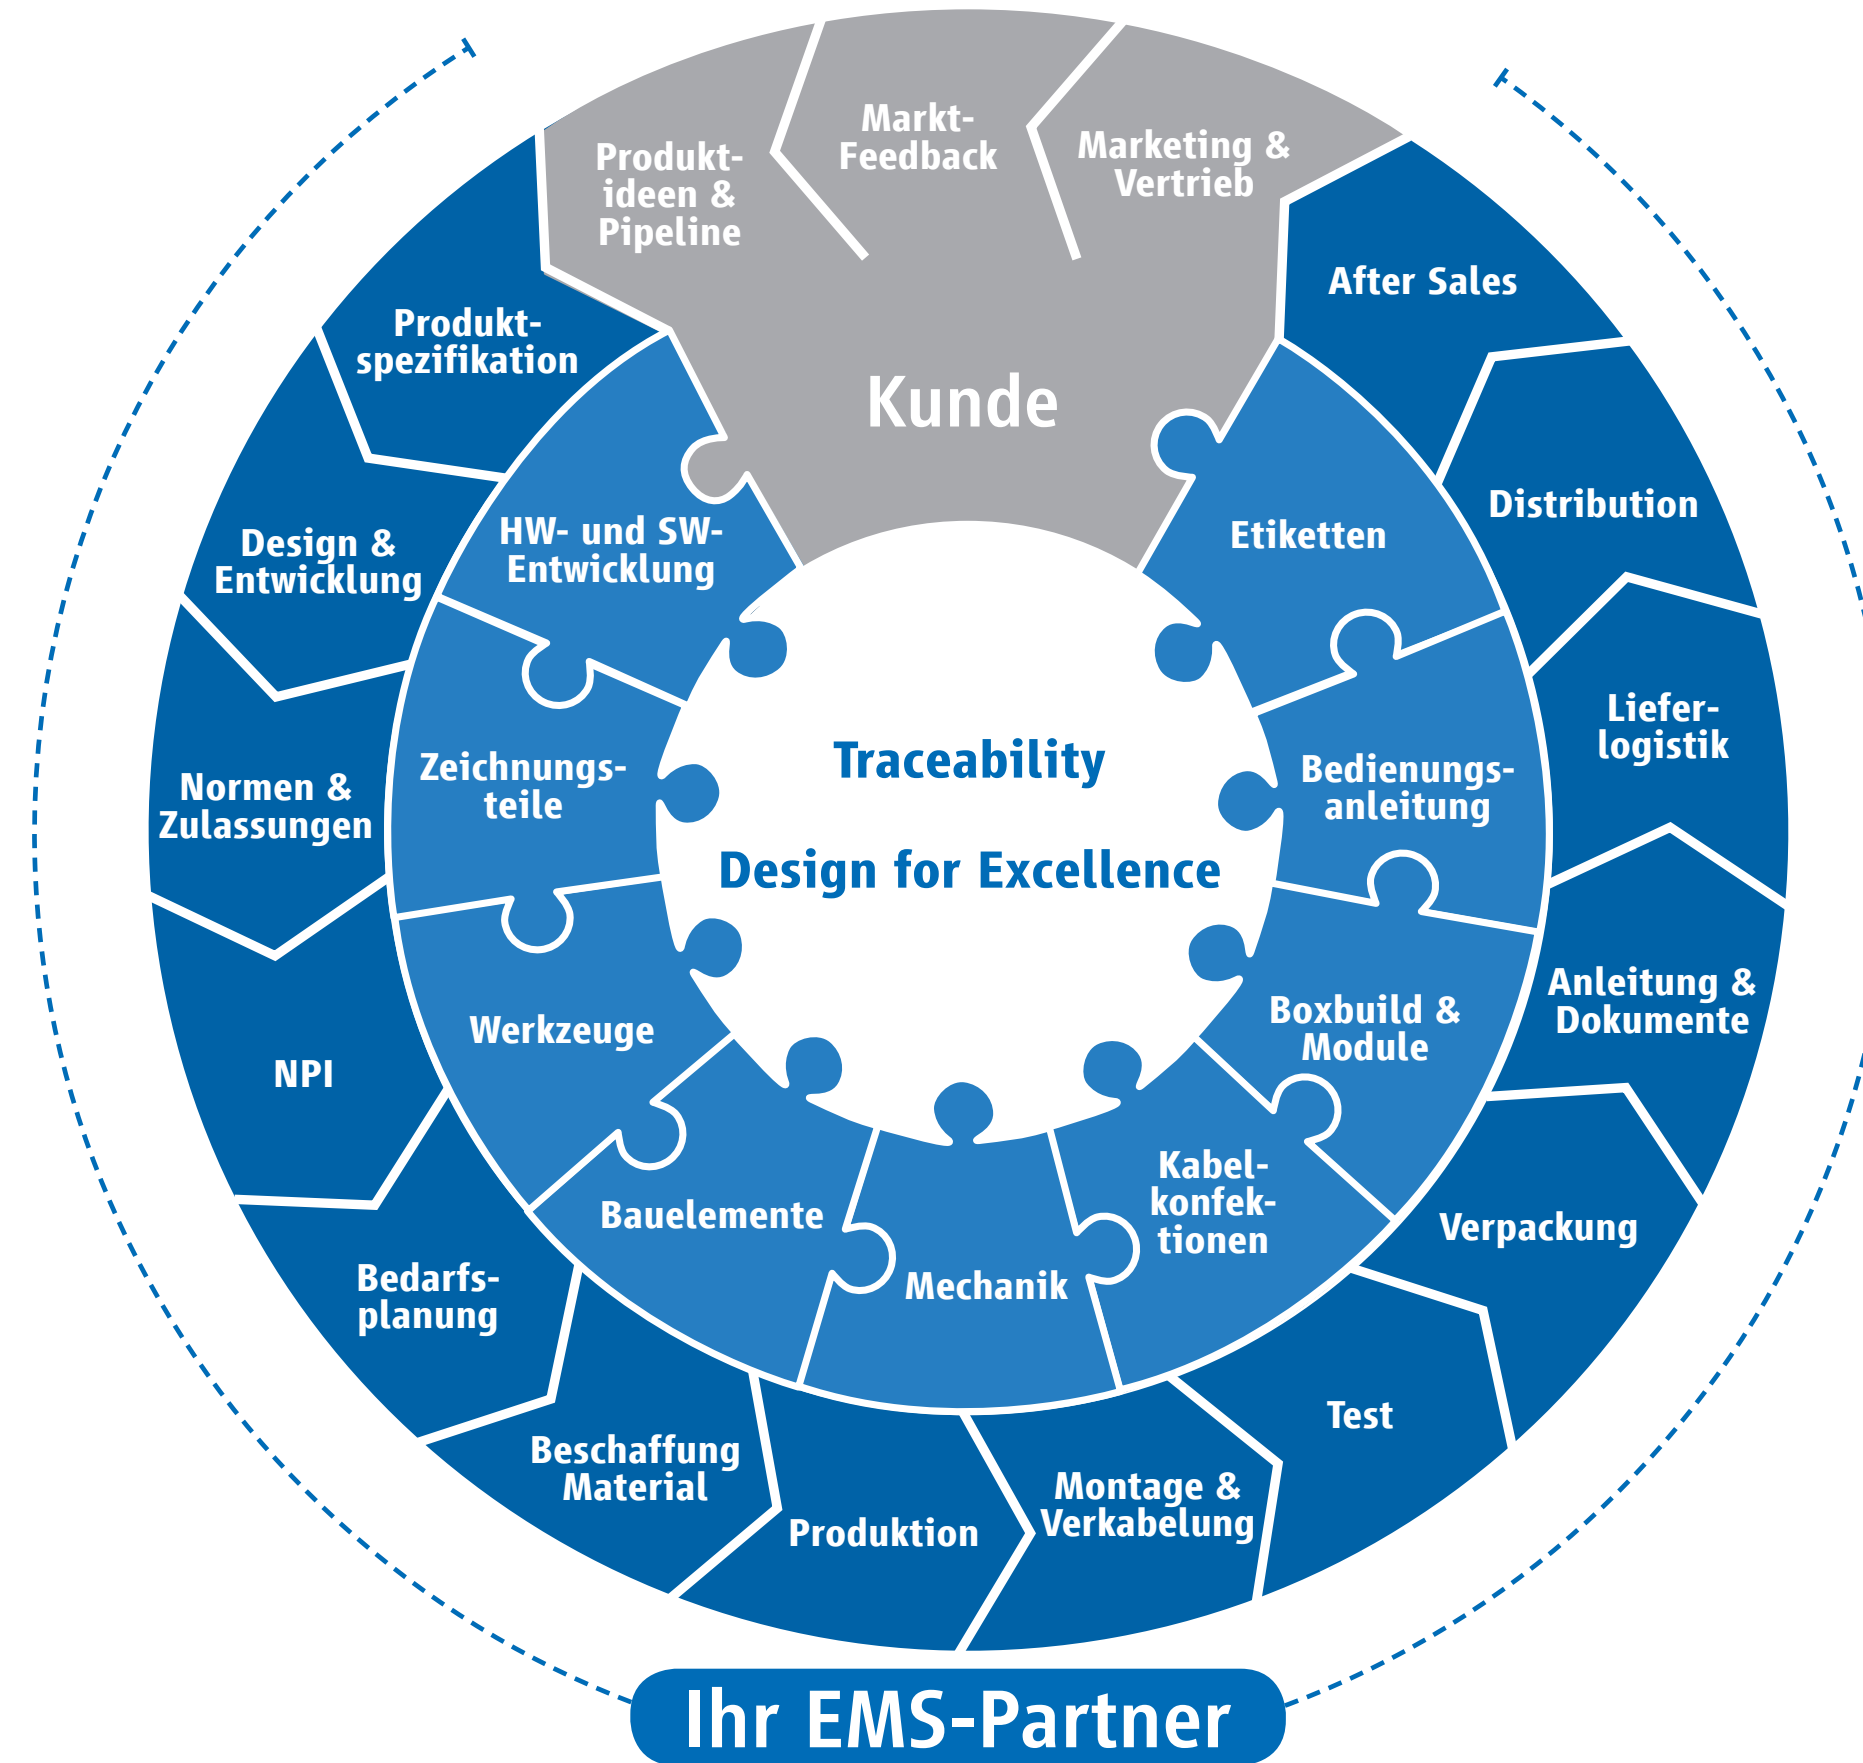 Produkt-
ideen &
Pipeline
Markt-
Feedback
Marketing &
Vertrieb
Kunde
After Sales
Distribution
Liefer-
logistik
Anleitung &
Dokumente
Verpackung
Test
Montage &
Verkabelung
Produktion
Beschaffung
Material
Bedarfs-
planung
NPI
Normen &
Zulassungen
Design &
Entwicklung
Produkt-
spezifikation
HW- und SW-
Entwicklung
Zeichnungs-
teile
Werkzeuge
Bauelemente
Mechanik
Kabel-
konfek-
tionen
Boxbuild &
Module
Bedienungs-
anleitung
Etiketten
Traceability
Design for Excellence
Ihr EMS-Partner